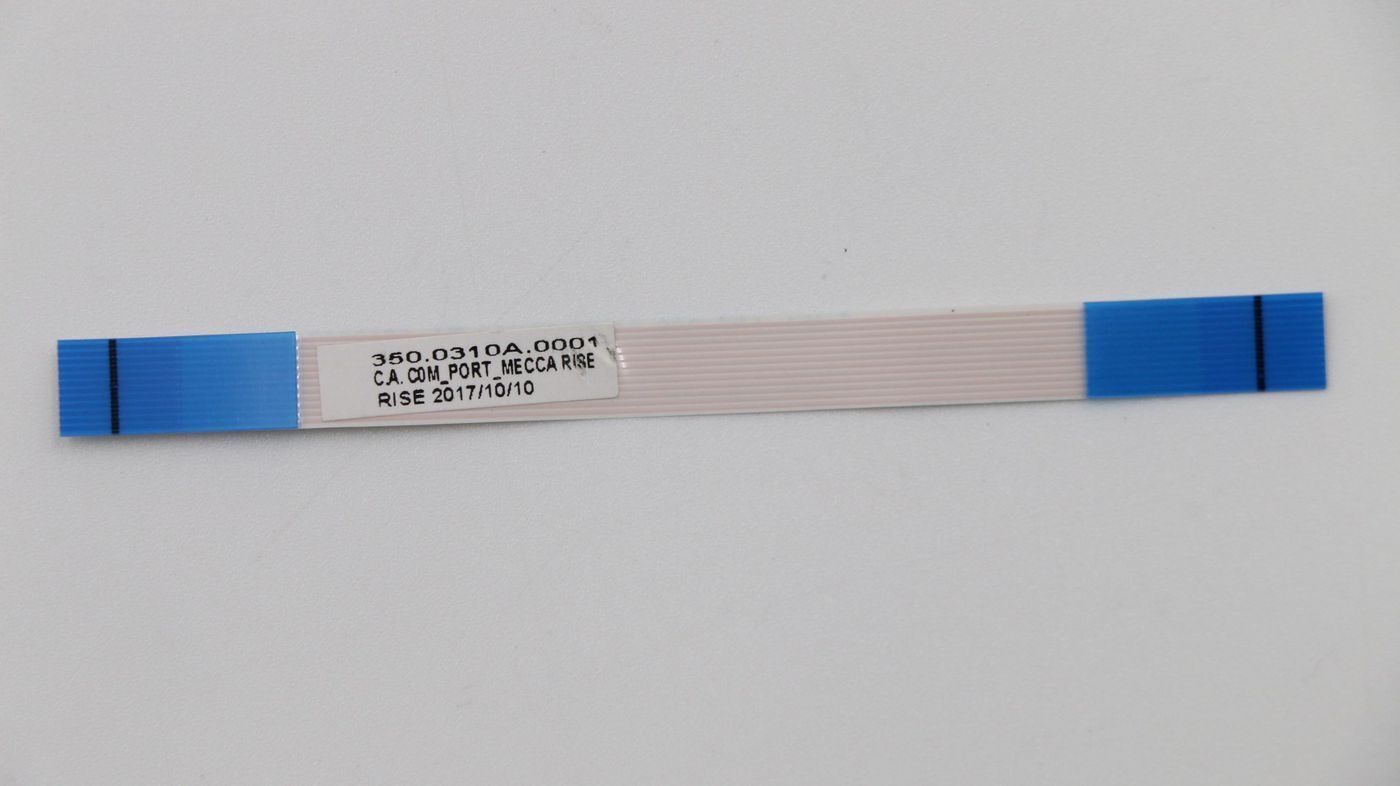 350.0310A.0001
C.A. COM_PORT_MECCA RISE
RISE 2017/10/10